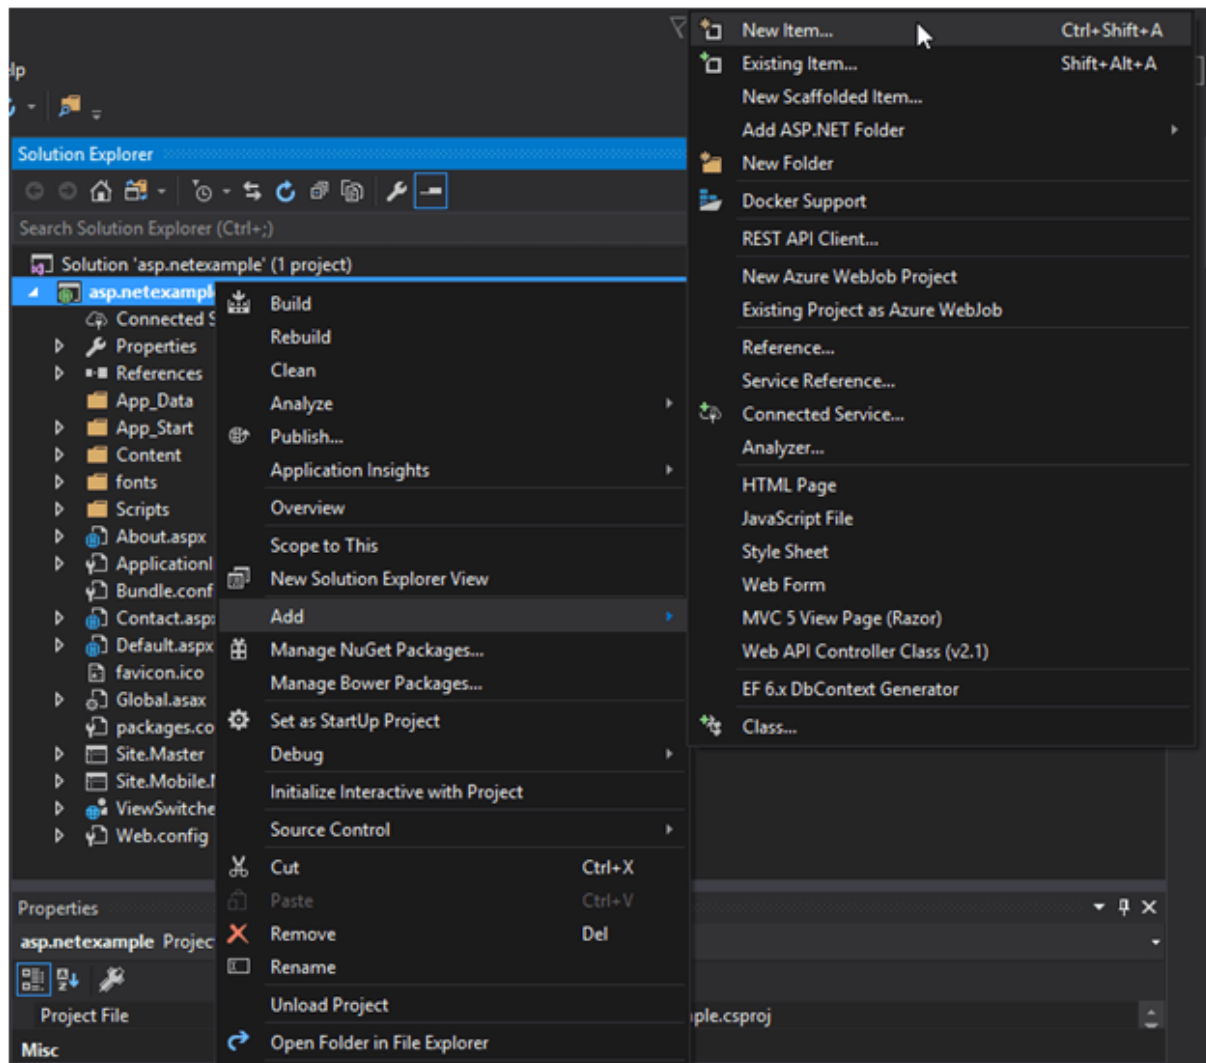 New Item... Ctrl+Shift+A
Existing Item... Shift+Alt+A
New Scaffolded Item...
Add ASP.NET Folder
New Folder
Docker Support
REST API Client...
New Azure WebJob Project
Existing Project as Azure WebJob
Reference...
Service Reference...
Connected Service...
Analyzer...
HTML Page
JavaScript File
Style Sheet
Web Form
MVC 5 View Page (Razor)
Web API Controller Class (v2.1)
EF 6.x DbContext Generator
Class...
elp
Solution Explorer
Search Solution Explorer (Ctrl+;)
Solution 'asp.netexample' (1 project)
asp.netexampl
Connected S
Properties
References
App_Data
App_Start
Content
fonts
Scripts
About.aspx
ApplicationI
Bundle.conf
Contact.asp
Default.aspx
favicon.ico
Global.asax
packages.co
Site.Master
Site.Mobile.
ViewSwitche
Web.config
Build
Rebuild
Clean
Analyze
Publish...
Application Insights
Overview
Scope to This
New Solution Explorer View
Add
Manage NuGet Packages...
Manage Bower Packages...
Set as StartUp Project
Debug
Initialize Interactive with Project
Source Control
Cut Ctrl+X
Paste Ctrl+V
Remove Del
Rename
Unload Project
Open Folder in File Explorer
Properties
asp.netexample Projec
Project File ple.csproj
Misc